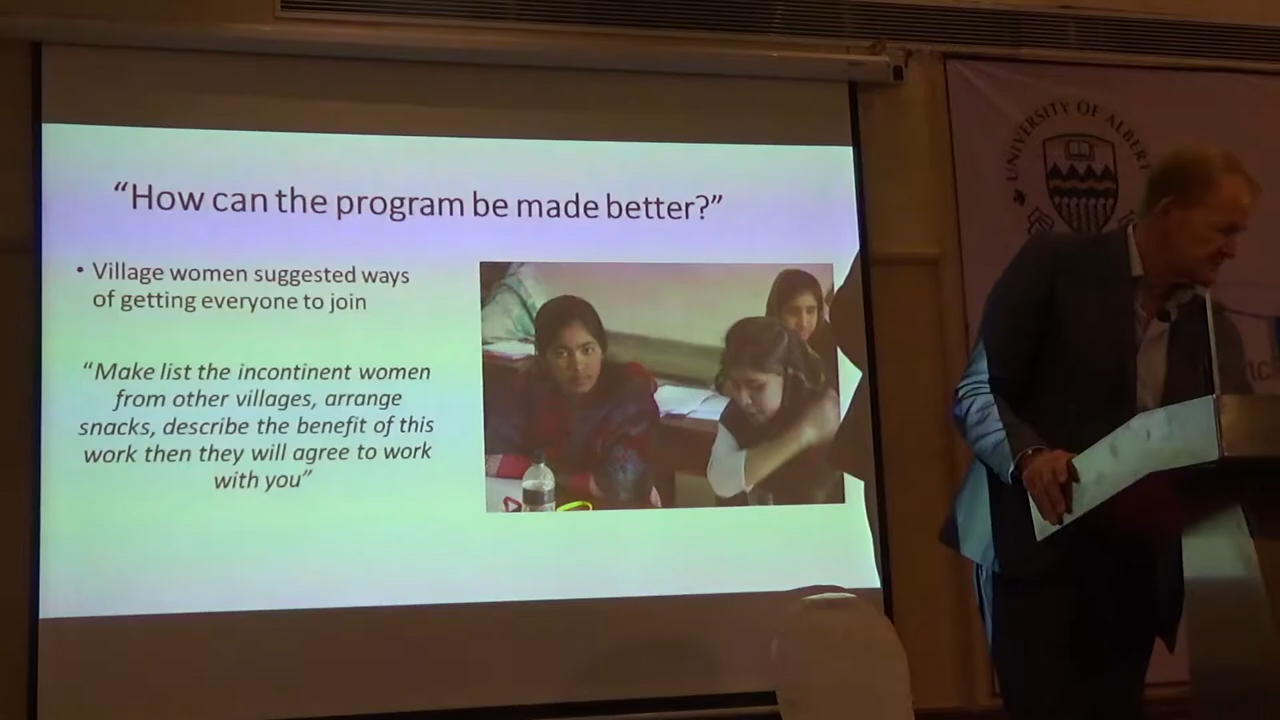 “How can the program be made better?”
• Village women suggested ways
of getting everyone to join
“Make list the incontinent women
from other villages, arrange
snacks, describe the benefit of this
work then they will agree to work
with you”
UNIVERSITY OF ALBERT